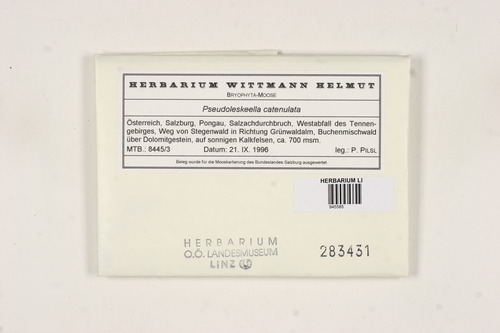 HERBARIUM WITTMANN HELMUT
BRYOPHYTA-MOOSE
Pseudoleskeella catenulata
Österreich, Salzburg, Pongau, Salzachdurchbruch, Westabfall des Tennen-
gebirges, Weg von Stegenwald in Richtung Grünwaldalm, Buchenmischwald
über Dolomitgestein, auf sonnigen Kalkfelsen, ca. 700 msm.
MTB.: 8445/3 Datum: 21. IX. 1996 leg.: P. PILSL
Beleg wurde für die Mooskartierung des Bundeslandes Salzburg ausgewertet
HERBARIUM LI
945585
HERBARIUM
O.Ö. LANDESMUSEUM
LINZ
283431